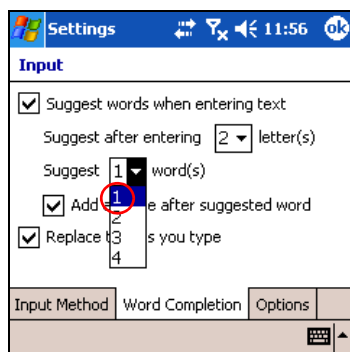 Settings 11:56 ok
Input
Suggest words when entering text
Suggest after entering 2 letter(s)
Suggest 1 word(s)
1
Add a e after suggested word
2
Replace t s you type
3
4
Input Method Word Completion Options